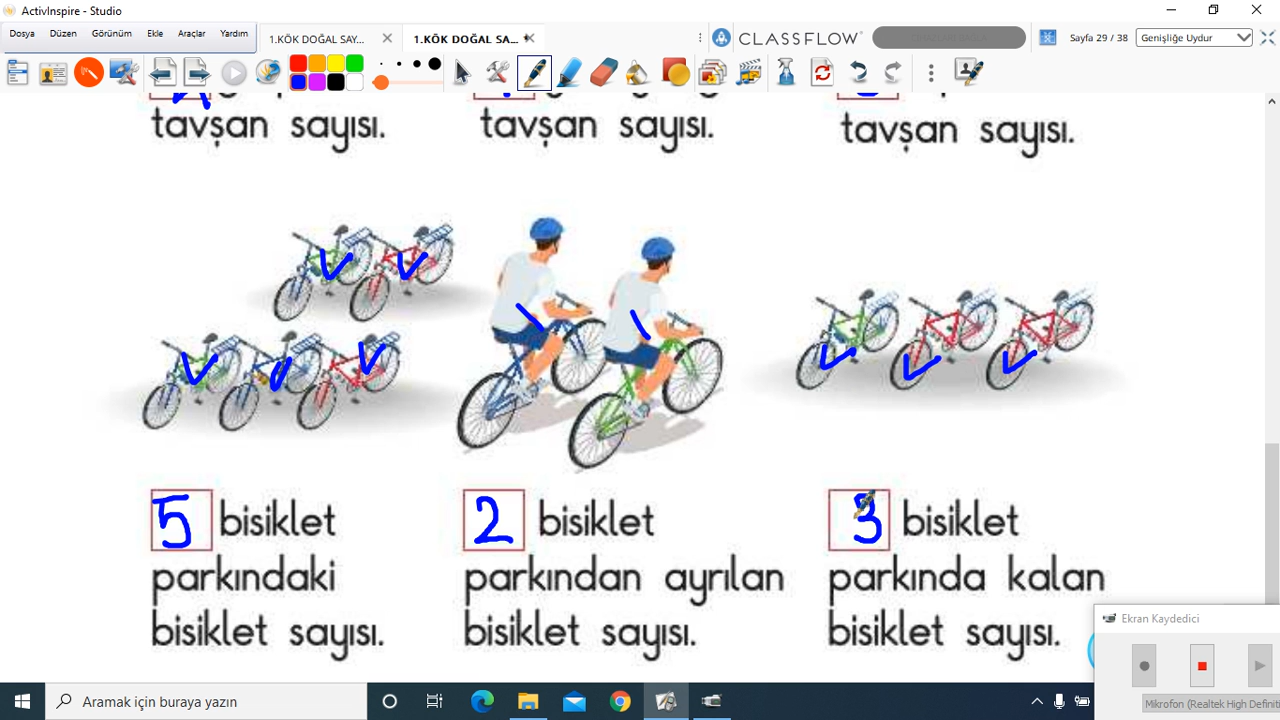 ActivInspire - Studio
Dosya Düzen Görünüm Ekle Araçlar Yardım
1.KÖK DOĞAL SAY...
1.KÖK DOĞAL SA...
CLASSFLOW
Sayfa 29 / 38
Genişliğe Uydur
tavşan sayısı.
tavşan sayısı.
tavşan sayısı.
5 bisiklet
parkındaki
bisiklet sayısı.
2 bisiklet
parkından ayrılan
bisiklet sayısı.
3 bisiklet
parkında kalan
bisiklet sayısı.
Ekran Kaydedici
Mikrofon (Realtek High Definit
Aramak için buraya yazın